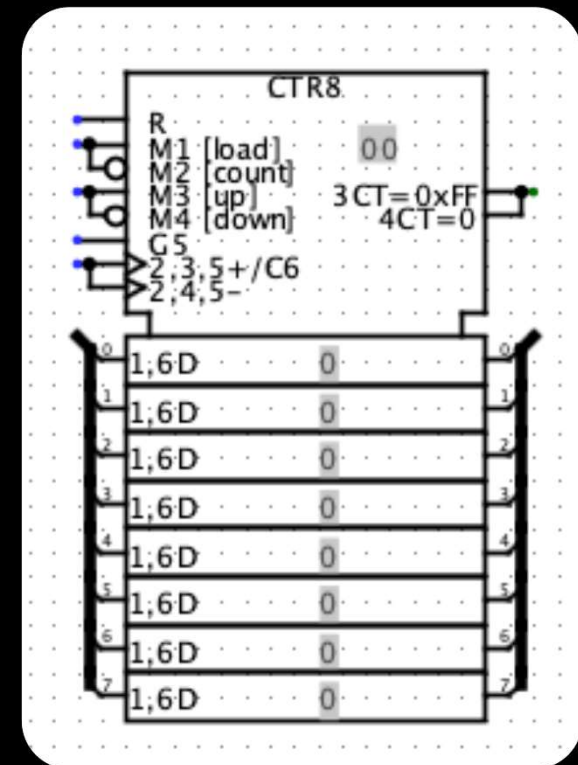 CTR8
R
M1 [load] 00
M2 [count]
M3 [up] 3CT=0xFF
M4 [down] 4CT=0
G5
2,3,5+/C6
2,4,5-
0 1,6D 0 0
1 1,6D 0 1
2 1,6D 0 2
3 1,6D 0 3
4 1,6D 0 4
5 1,6D 0 5
6 1,6D 0 6
7 1,6D 0 7